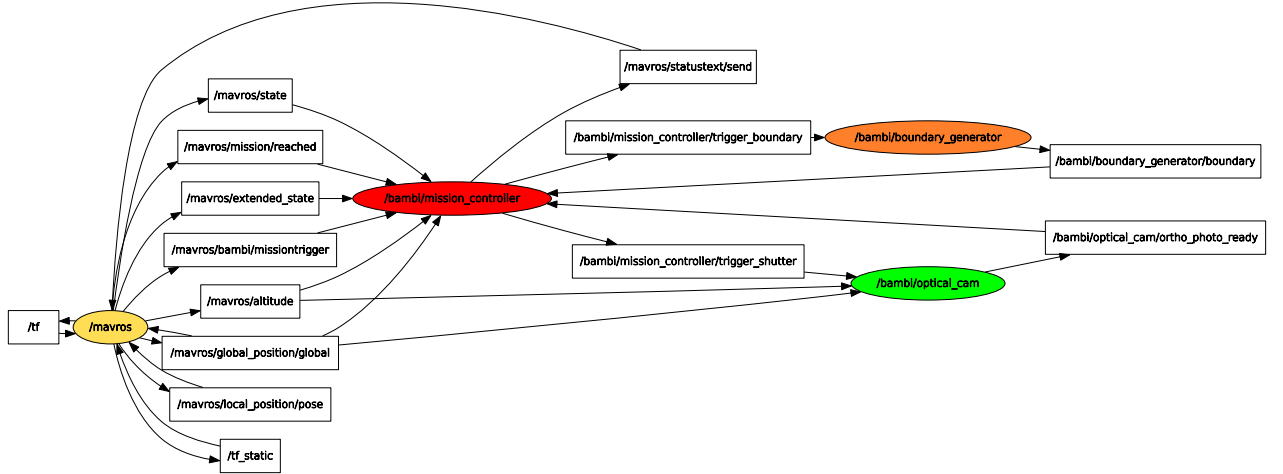 /mavros/statustext/send
/mavros/state
/bambi/mission_controller/trigger_boundary
/bambi/boundary_generator
/mavros/mission/reached
/bambi/boundary_generator/boundary
/mavros/extended_state
/bambi/mission_controller
/bambi/optical_cam/ortho_photo_ready
/mavros/bambi/missiontrigger
/bambi/mission_controller/trigger_shutter
/bambi/optical_cam
/mavros/altitude
/tf
/mavros
/mavros/global_position/global
/mavros/local_position/pose
/tf_static